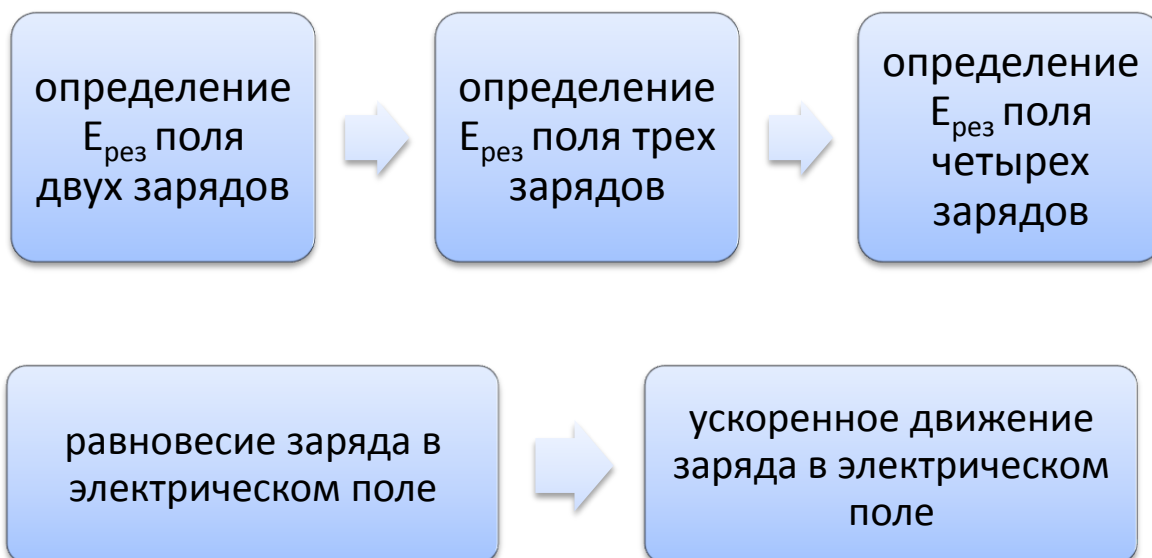 определение
Eрез поля
двух зарядов
определение
Eрез поля трех
зарядов
определение
Eрез поля
четырех
зарядов
равновесие заряда в
электрическом поле
ускоренное движение
заряда в электрическом
поле